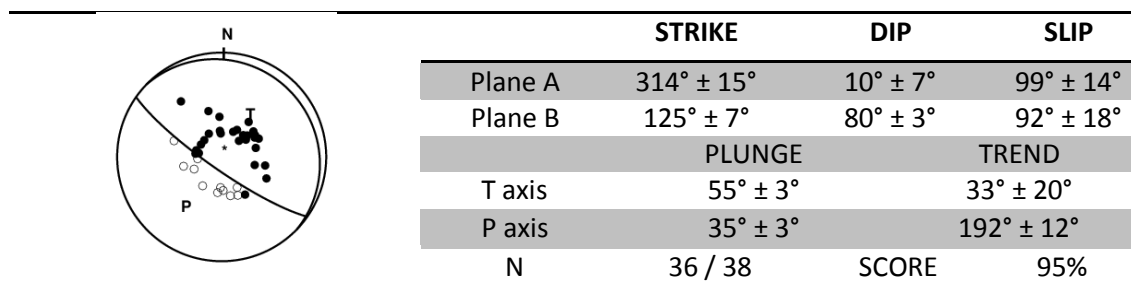 N
T
*
P
STRIKE DIP SLIP
Plane A 314° ± 15° 10° ± 7° 99° ± 14°
Plane B 125° ± 7° 80° ± 3° 92° ± 18°
PLUNGE TREND
T axis 55° ± 3° 33° ± 20°
P axis 35° ± 3° 192° ± 12°
N 36 / 38 SCORE 95%